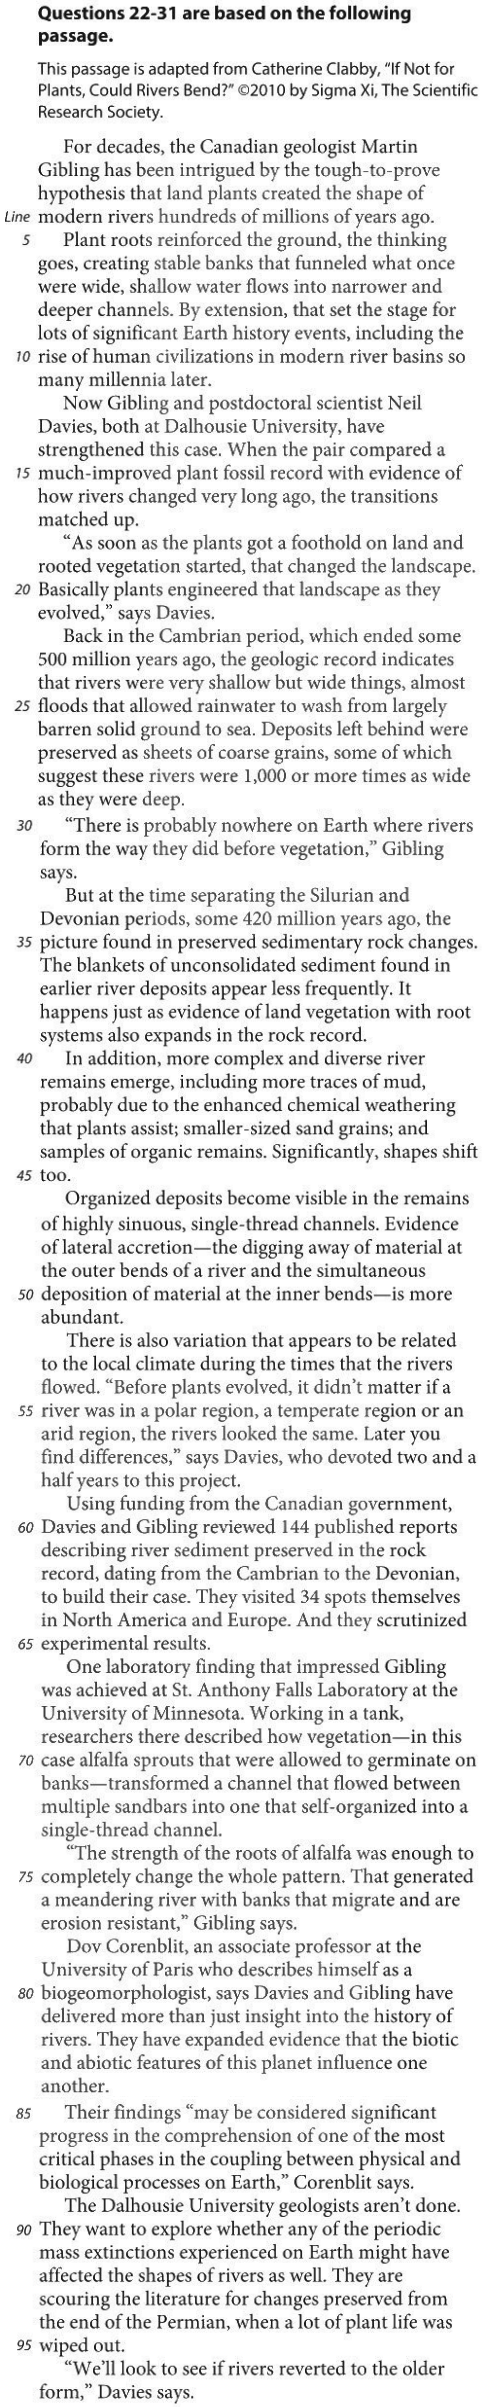 Questions 22-31 are based on the following
passage.
This passage is adapted from Catherine Clabby, “If Not for
Plants, Could Rivers Bend?” ©2010 by Sigma Xi, The Scientific
Research Society.
For decades, the Canadian geologist Martin
Gibling has been intrigued by the tough-to-prove
hypothesis that land plants created the shape of
Line modern rivers hundreds of millions of years ago.
5 Plant roots reinforced the ground, the thinking
goes, creating stable banks that funneled what once
were wide, shallow water flows into narrower and
deeper channels. By extension, that set the stage for
lots of significant Earth history events, including the
10 rise of human civilizations in modern river basins so
many millennia later.
Now Gibling and postdoctoral scientist Neil
Davies, both at Dalhousie University, have
strengthened this case. When the pair compared a
15 much-improved plant fossil record with evidence of
how rivers changed very long ago, the transitions
matched up.
“As soon as the plants got a foothold on land and
rooted vegetation started, that changed the landscape.
20 Basically plants engineered that landscape as they
evolved,” says Davies.
Back in the Cambrian period, which ended some
500 million years ago, the geologic record indicates
that rivers were very shallow but wide things, almost
25 floods that allowed rainwater to wash from largely
barren solid ground to sea. Deposits left behind were
preserved as sheets of coarse grains, some of which
suggest these rivers were 1,000 or more times as wide
as they were deep.
30 “There is probably nowhere on Earth where rivers
form the way they did before vegetation,” Gibling
says.
But at the time separating the Silurian and
Devonian periods, some 420 million years ago, the
35 picture found in preserved sedimentary rock changes.
The blankets of unconsolidated sediment found in
earlier river deposits appear less frequently. It
happens just as evidence of land vegetation with root
systems also expands in the rock record.
40 In addition, more complex and diverse river
remains emerge, including more traces of mud,
probably due to the enhanced chemical weathering
that plants assist; smaller-sized sand grains; and
samples of organic remains. Significantly, shapes shift
45 too.
Organized deposits become visible in the remains
of highly sinuous, single-thread channels. Evidence
of lateral accretion—the digging away of material at
the outer bends of a river and the simultaneous
50 deposition of material at the inner bends—is more
abundant.
There is also variation that appears to be related
to the local climate during the times that the rivers
flowed. “Before plants evolved, it didn’t matter if a
55 river was in a polar region, a temperate region or an
arid region, the rivers looked the same. Later you
find differences,” says Davies, who devoted two and a
half years to this project.
Using funding from the Canadian government,
60 Davies and Gibling reviewed 144 published reports
describing river sediment preserved in the rock
record, dating from the Cambrian to the Devonian,
to build their case. They visited 34 spots themselves
in North America and Europe. And they scrutinized
65 experimental results.
One laboratory finding that impressed Gibling
was achieved at St. Anthony Falls Laboratory at the
University of Minnesota. Working in a tank,
researchers there described how vegetation—in this
70 case alfalfa sprouts that were allowed to germinate on
banks—transformed a channel that flowed between
multiple sandbars into one that self-organized into a
single-thread channel.
“The strength of the roots of alfalfa was enough to
75 completely change the whole pattern. That generated
a meandering river with banks that migrate and are
erosion resistant,” Gibling says.
Dov Corenblit, an associate professor at the
University of Paris who describes himself as a
80 biogeomorphologist, says Davies and Gibling have
delivered more than just insight into the history of
rivers. They have expanded evidence that the biotic
and abiotic features of this planet influence one
another.
85 Their findings “may be considered significant
progress in the comprehension of one of the most
critical phases in the coupling between physical and
biological processes on Earth,” Corenblit says.
The Dalhousie University geologists aren’t done.
90 They want to explore whether any of the periodic
mass extinctions experienced on Earth might have
affected the shapes of rivers as well. They are
scouring the literature for changes preserved from
the end of the Permian, when a lot of plant life was
95 wiped out.
“We’ll look to see if rivers reverted to the older
form,” Davies says.